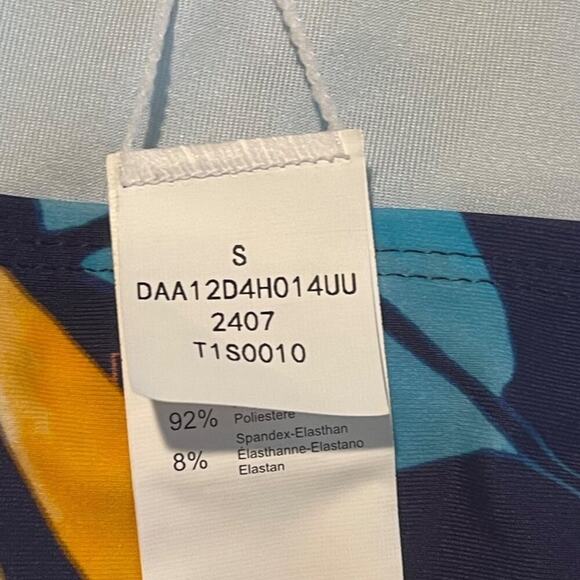 S
DAA12D4H014UU
2407
T1S0010
92% Poliestere
Spandex-Elasthan
8% Élasthanne-Elastano
Elastan